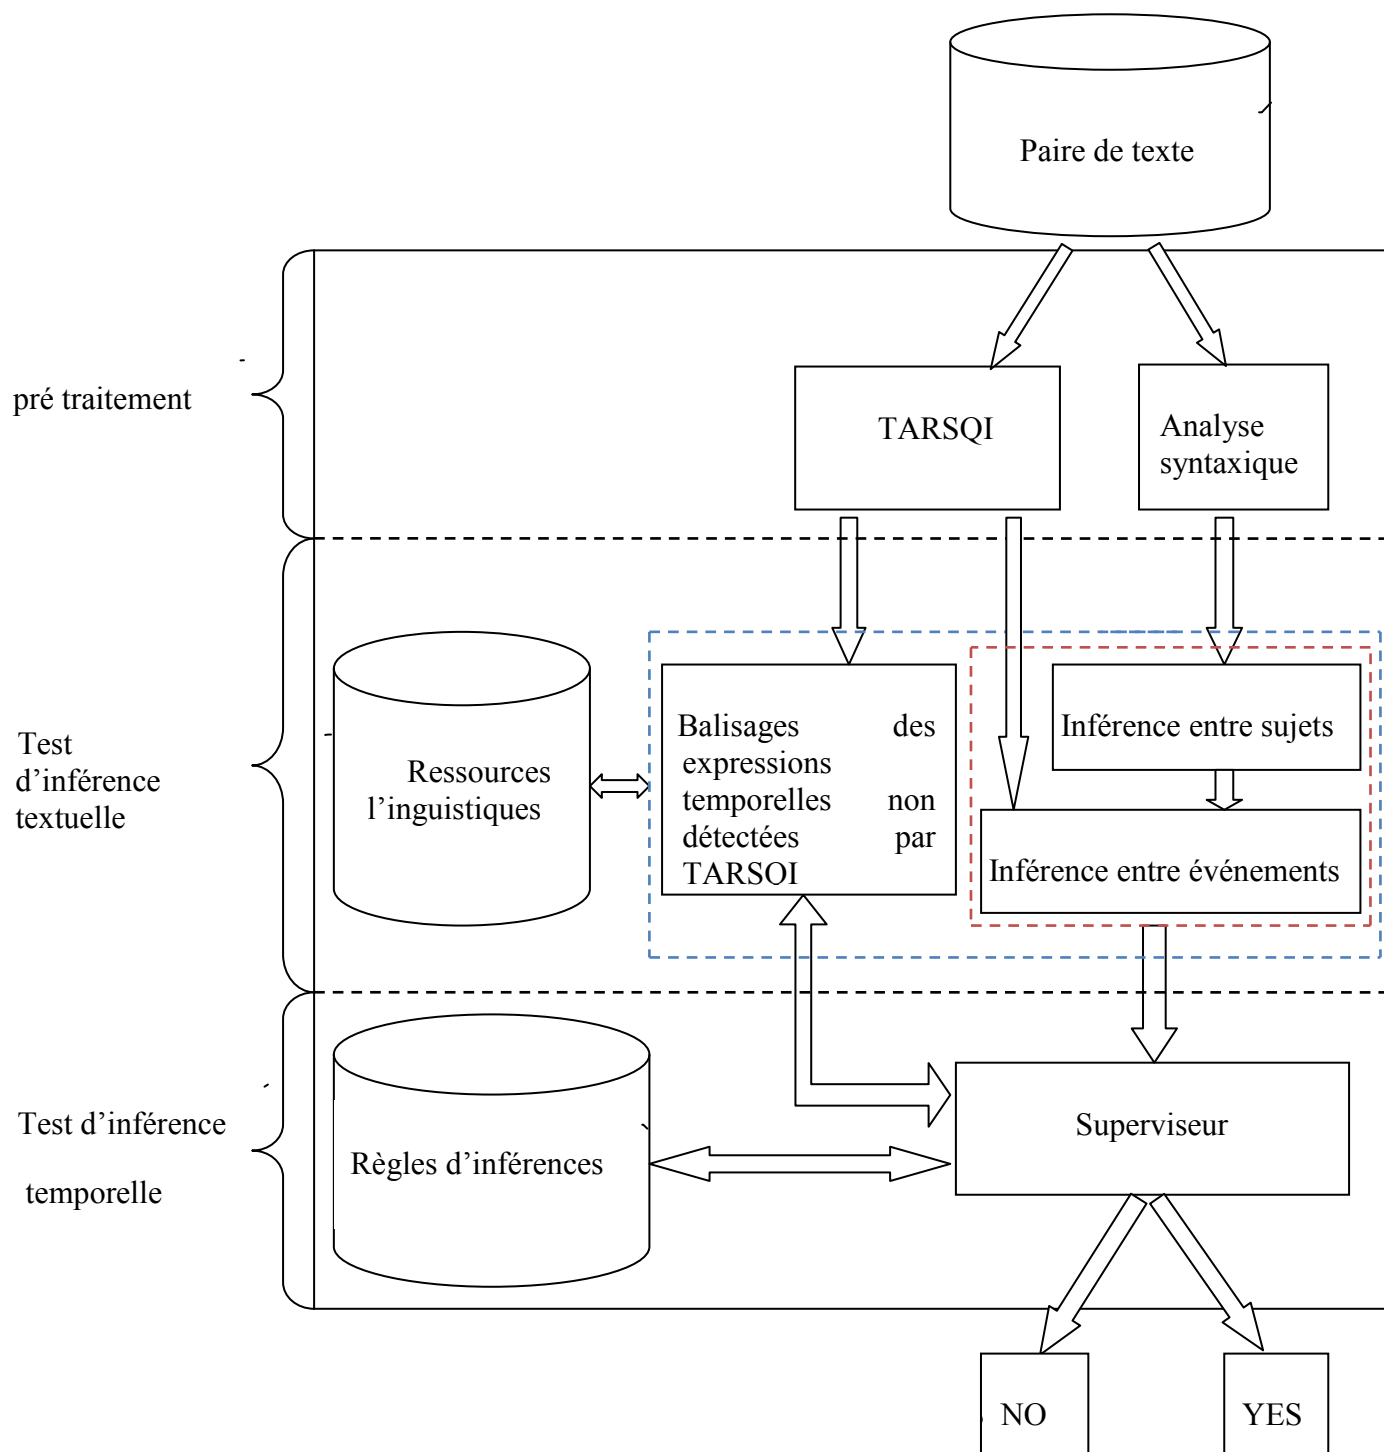 Paire de texte
pré traitement
TARSQI
Analyse
syntaxique
Test
d’inférence
textuelle
Ressources
l’inguistiques
Balisages des
expressions
temporelles non
détectées par
TARSOI
Inférence entre sujets
Inférence entre événements
Test d’inférence
temporelle
Règles d’inférences
Superviseur
NO
YES